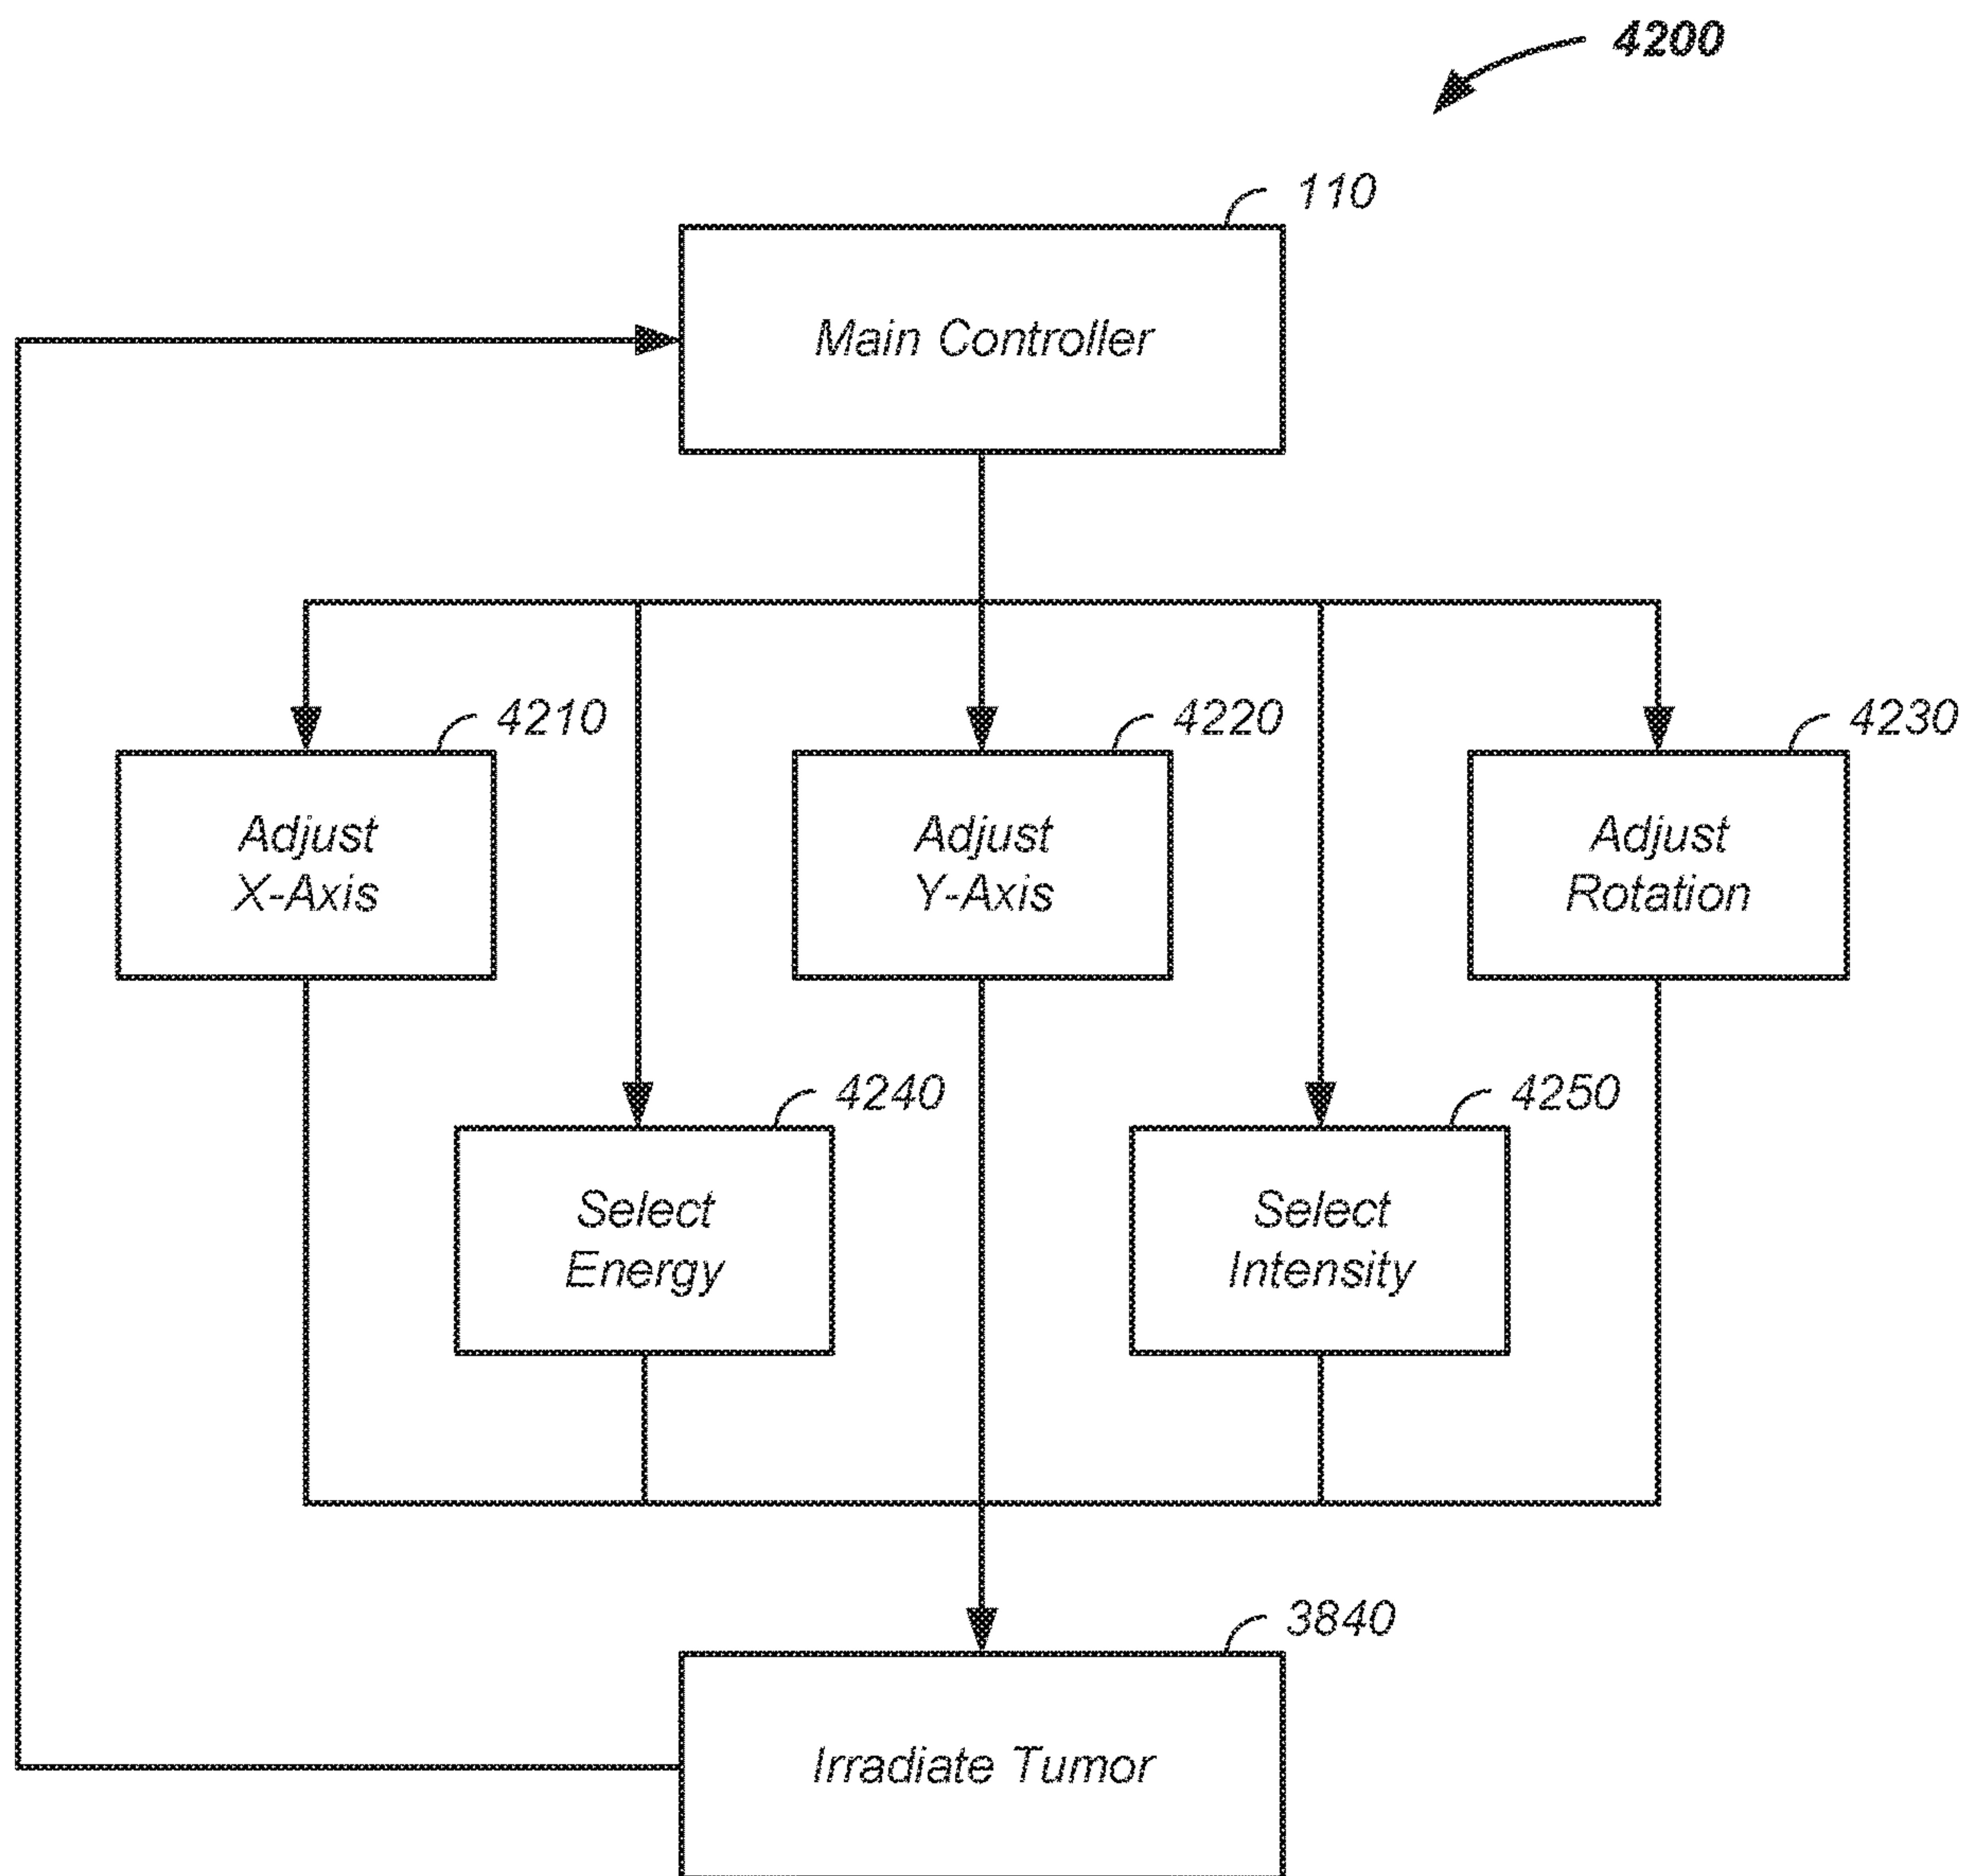 4200
110
Main Controller
4210
4220
4230
Adjust
X-Axis
Adjust
Y-Axis
Adjust
Rotation
4240
4250
Select
Energy
Select
Intensity
3840
Irradiate Tumor